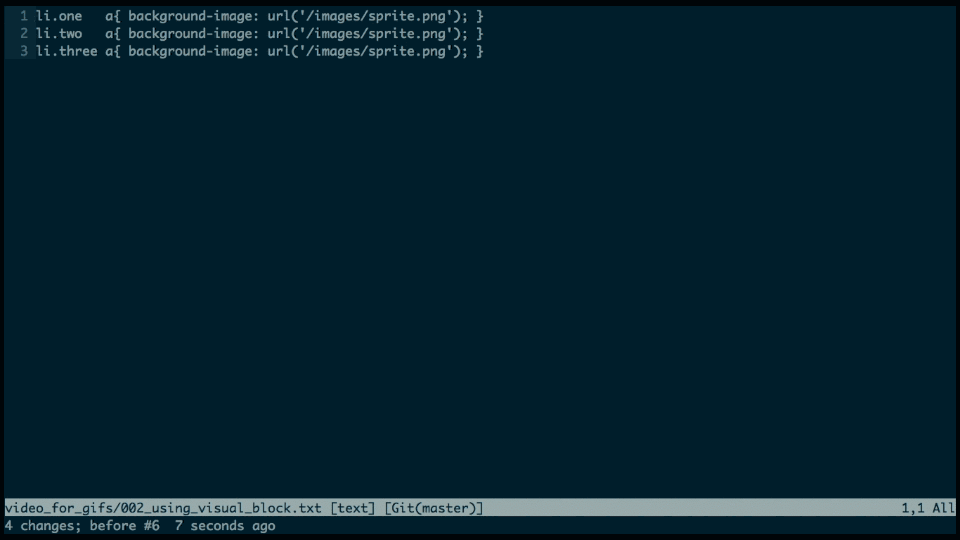 1 li.one   a{ background-image: url('/images/sprite.png'); }
2 li.two   a{ background-image: url('/images/sprite.png'); }
3 li.three a{ background-image: url('/images/sprite.png'); }
video_for_gifs/002_using_visual_block.txt [text] [Git(master)] 1,1 All
4 changes; before #6  7 seconds ago